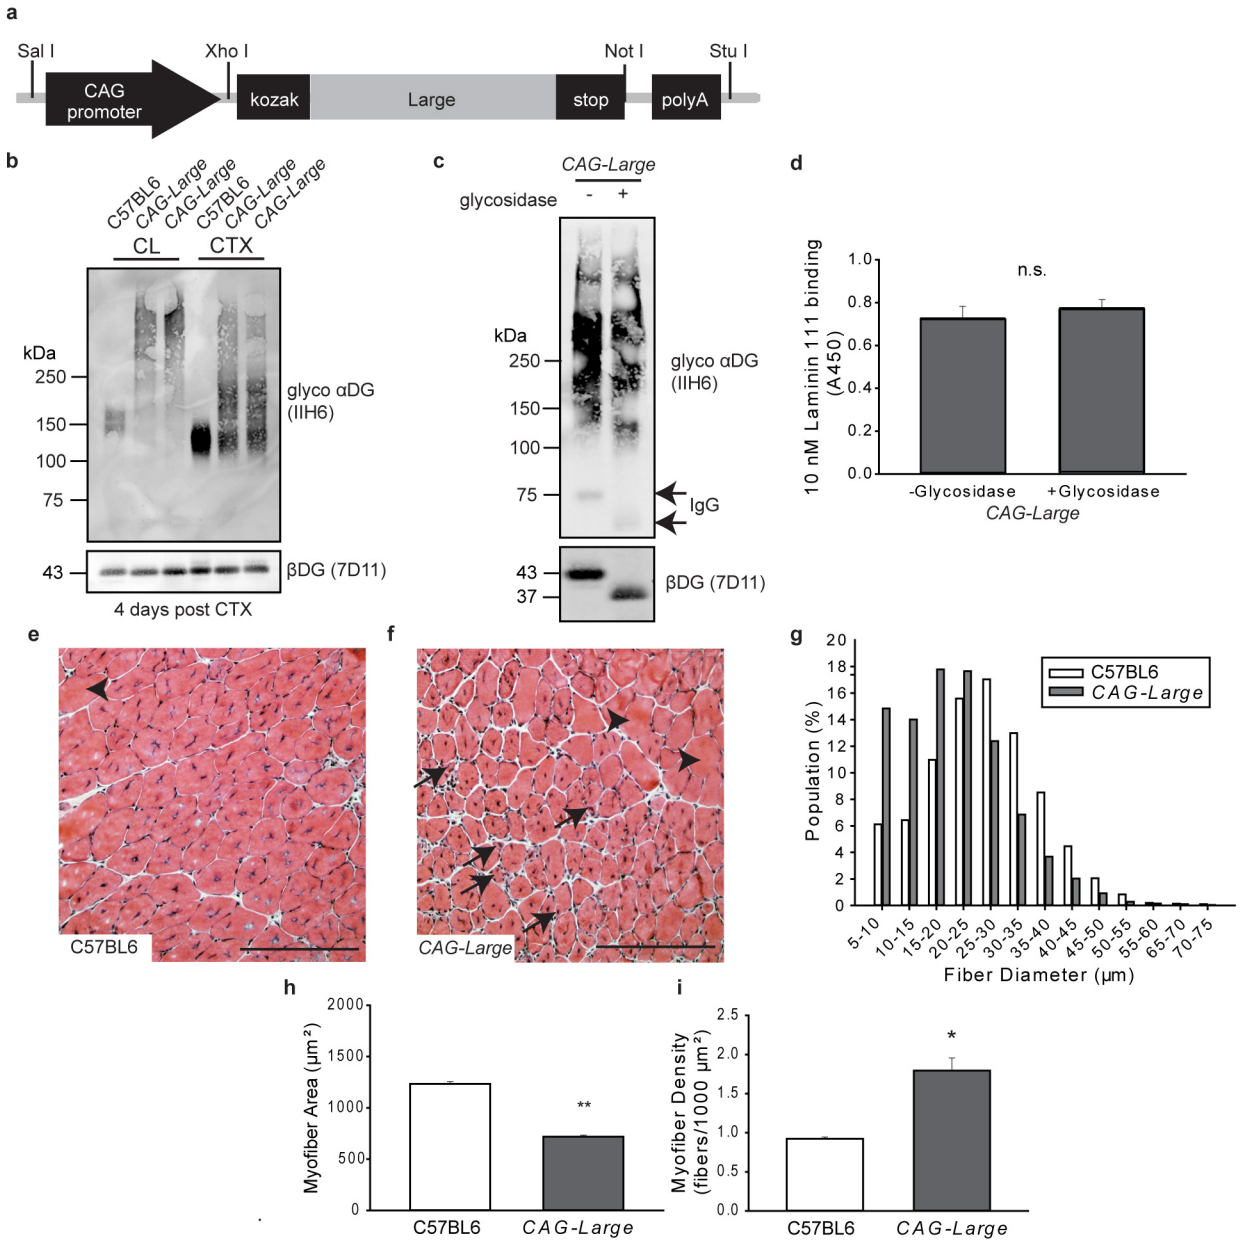 a
Sal I
Xho I
Not I
Stu I
CAG
promoter
kozak
Large
stop
polyA
b
C57BL6
CAG-Large
CAG-Large
C57BL6
CAG-Large
CAG-Large
CL
CTX
kDa
250
150
100
75
43
glyco αDG
(IIH6)
βDG (7D11)
4 days post CTX
c
CAG-Large
glycosidase - +
kDa
250
150
100
75
43
37
glyco αDG
(IIH6)
IgG
βDG (7D11)
d
10 nM Laminin 111 binding
(A450)
1.0
0.8
0.6
0.4
0.2
0.0
n.s.
-Glycosidase +Glycosidase
CAG-Large
e
C57BL6
f
CAG-Large
g
Population (%)
20
18
16
14
12
10
8
6
4
2
0
C57BL6
CAG-Large
5-10
10-15
15-20
20-25
25-30
30-35
35-40
40-45
45-50
50-55
55-60
65-70
70-75
Fiber Diameter (µm)
h
Myofiber Area (µm²)
2000
1500
1000
500
0
**
C57BL6 CAG-Large
i
Myofiber Density
(fibers/1000 µm²)
2.5
2.0
1.5
1.0
0.5
0.0
*
C57BL6 CAG-Large